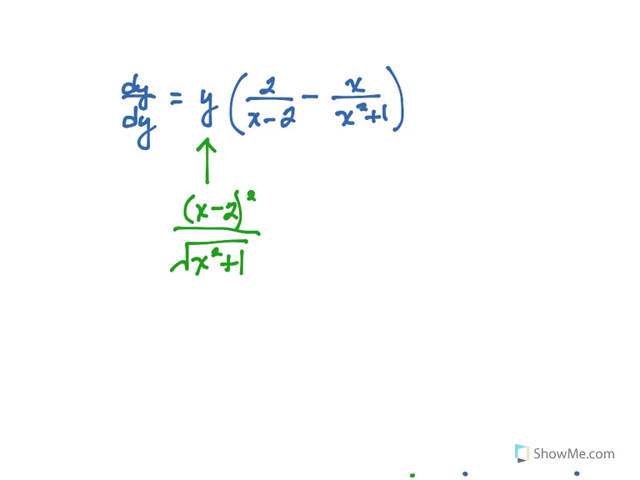 dy/dy = y (2/(x-2) - x/(x²+1))
(x-2)²/√(x²+1)
ShowMe.com